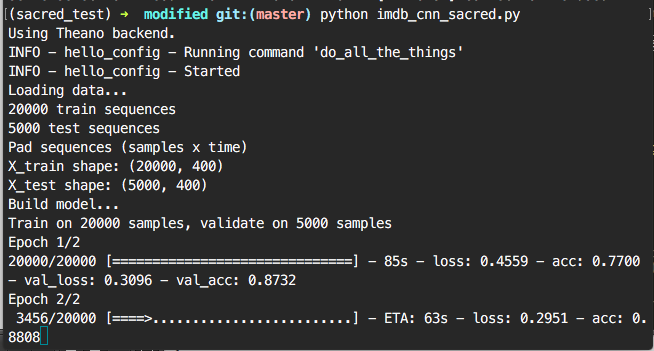 [(sacred_test) ➜  modified git:(master) python imdb_cnn_sacred.py
Using Theano backend.
INFO - hello_config - Running command 'do_all_the_things'
INFO - hello_config - Started
Loading data...
20000 train sequences
5000 test sequences
Pad sequences (samples x time)
X_train shape: (20000, 400)
X_test shape: (5000, 400)
Build model...
Train on 20000 samples, validate on 5000 samples
Epoch 1/2
20000/20000 [==============================] - 85s - loss: 0.4559 - acc: 0.7700
- val_loss: 0.3096 - val_acc: 0.8732
Epoch 2/2
 3456/20000 [====>.........................] - ETA: 63s - loss: 0.2951 - acc: 0.
8808